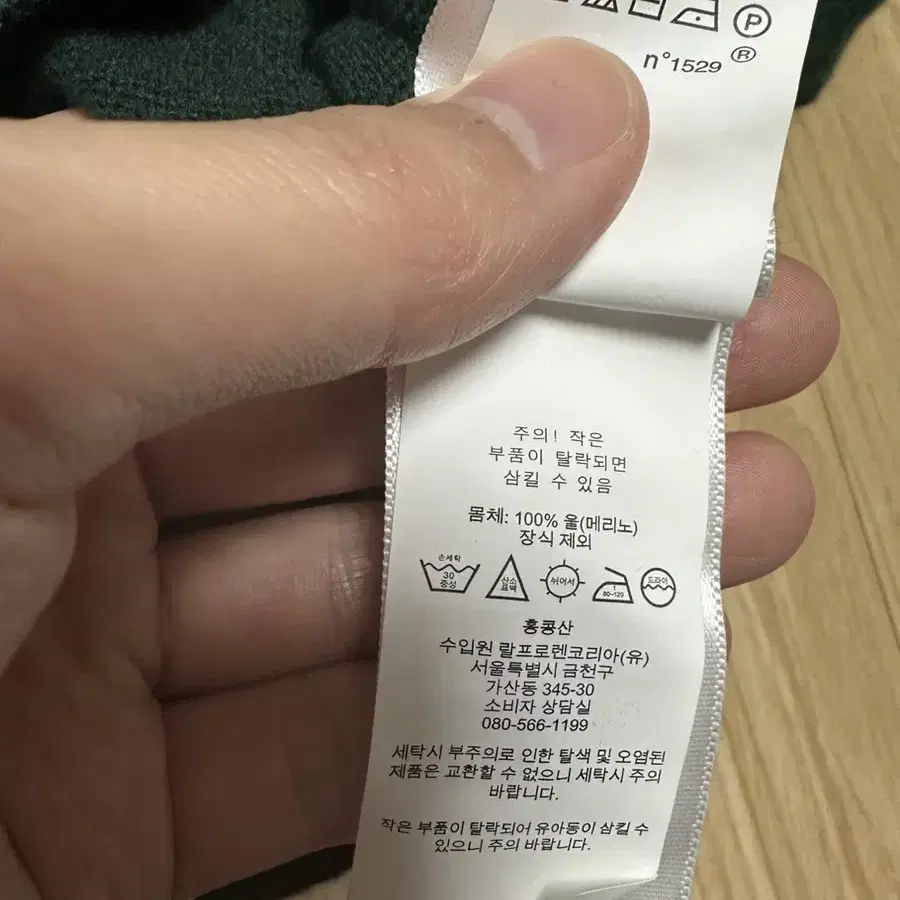 P
n°1529 ®
주의! 작은
부품이 탈락되면
삼킬 수 있음
몸체: 100% 울(메리노)
장식 제외
손세탁
30
중성
산소
표백
뉘어서
80-120
드라이
홍콩산
수입원 랄프로렌코리아(유)
서울특별시 금천구
가산동 345-30
소비자 상담실
080-566-1199
세탁시 부주의로 인한 탈색 및 오염된
제품은 교환할 수 없으니 세탁시 주의
바랍니다.
작은 부품이 탈락되어 유아동이 삼킬 수
있으니 주의 바랍니다.